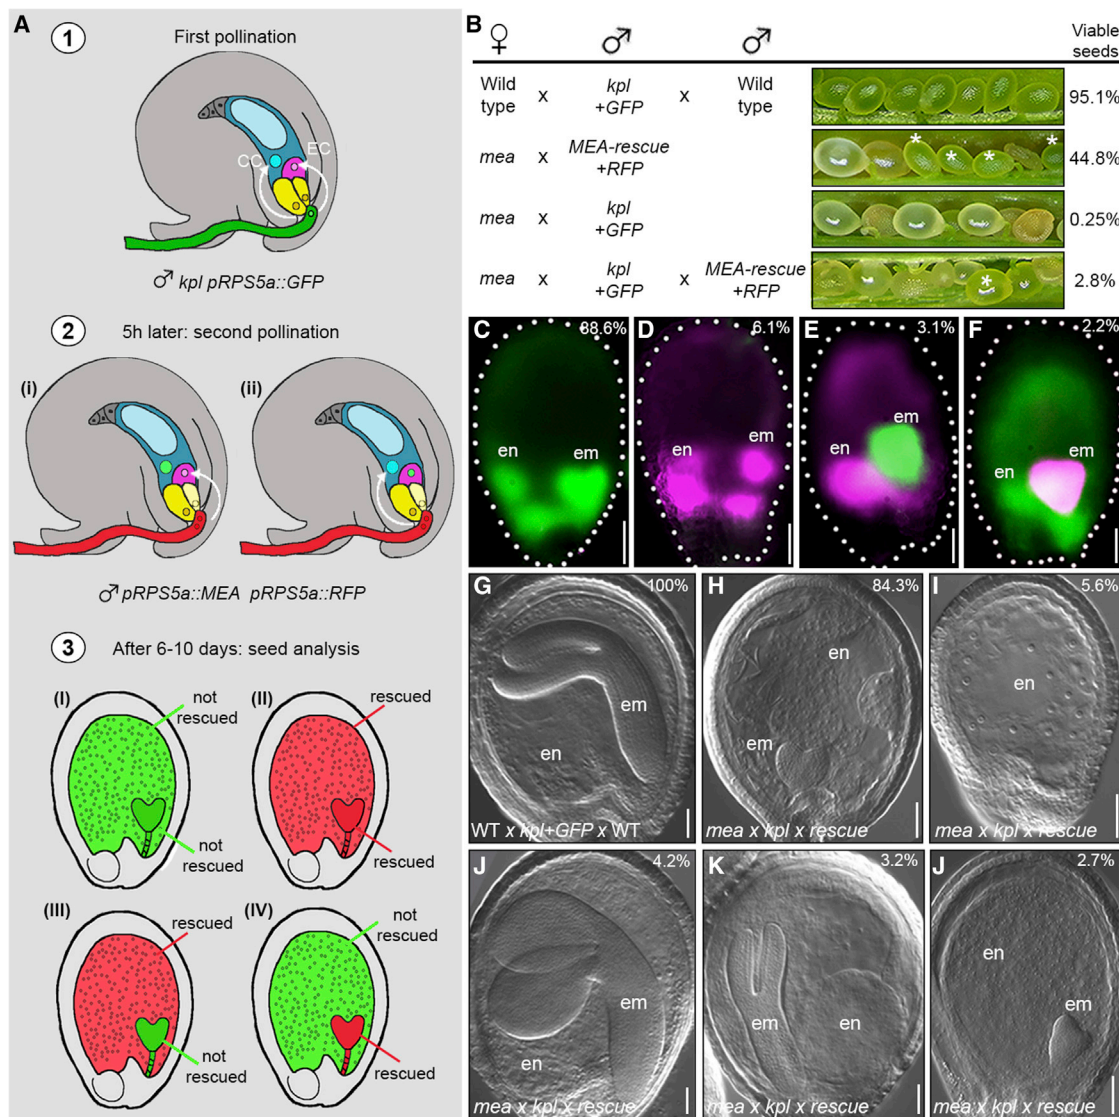 A
1
First pollination
CC
EC
♂ kpl pRPS5a::GFP
2
5h later: second pollination
(i)
(ii)
♂ pRPS5a::MEA pRPS5a::RFP
3
After 6-10 days: seed analysis
(I)
not
rescued
(II)
rescued
not
rescued
rescued
(III)
rescued
(IV)
not
rescued
not
rescued
rescued
B
♀ ♂ ♂
Viable
seeds
Wild
type
x
kpl
+GFP
x
Wild
type
95.1%
mea
x
MEA-rescue
+RFP
* * * *
44.8%
mea
x
kpl
+GFP
0.25%
mea
x
kpl
+GFP
x
MEA-rescue
+RFP
*
2.8%
C
88.6%
en
em
D
6.1%
en
em
E
3.1%
en
em
F
2.2%
en
em
G
100%
em
en
WT x kpl+GFP x WT
H
84.3%
en
em
mea x kpl x rescue
I
5.6%
en
mea x kpl x rescue
J
4.2%
em
en
mea x kpl x rescue
K
3.2%
em
en
mea x kpl x rescue
J
2.7%
en
em
mea x kpl x rescue